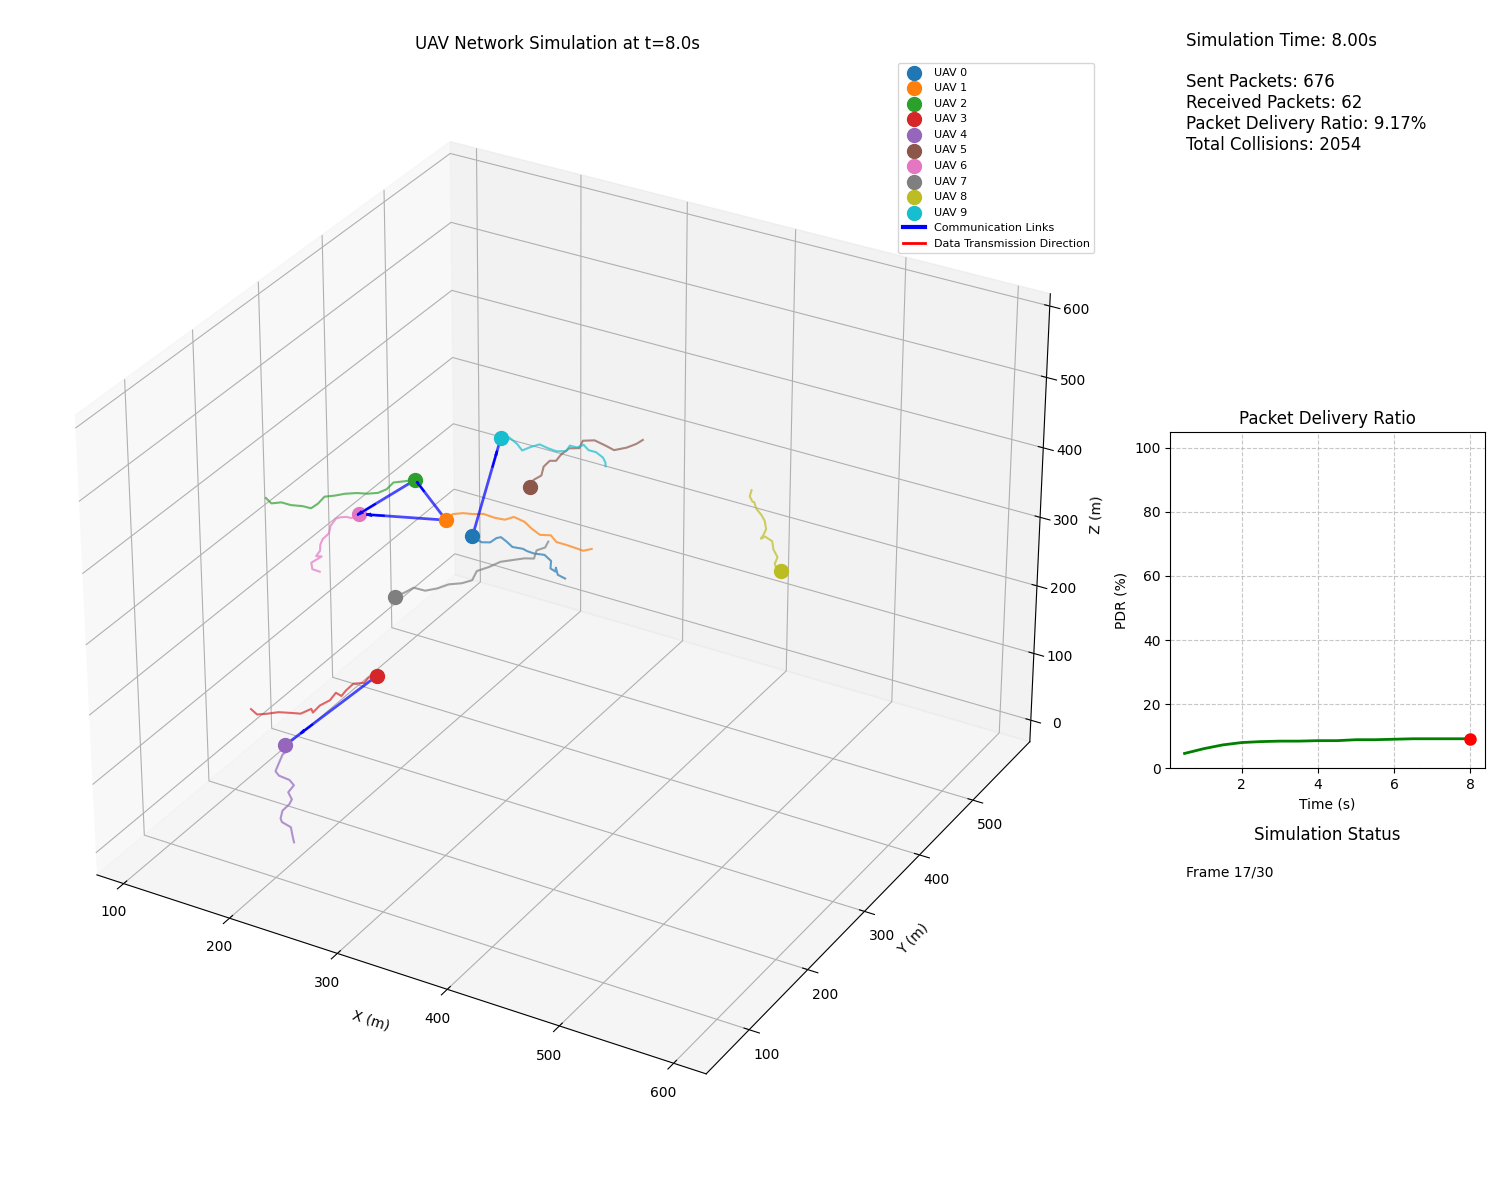 UAV Network Simulation at t=8.0s
UAV 0
UAV 1
UAV 2
UAV 3
UAV 4
UAV 5
UAV 6
UAV 7
UAV 8
UAV 9
Communication Links
Data Transmission Direction
600
500
400
300
200
100
0
Z (m)
100
200
300
400
500
600
X (m)
500
400
300
200
100
Y (m)
Simulation Time: 8.00s
Sent Packets: 676
Received Packets: 62
Packet Delivery Ratio: 9.17%
Total Collisions: 2054
Packet Delivery Ratio
100
80
60
40
20
0
PDR (%)
2
4
6
8
Time (s)
Simulation Status
Frame 17/30